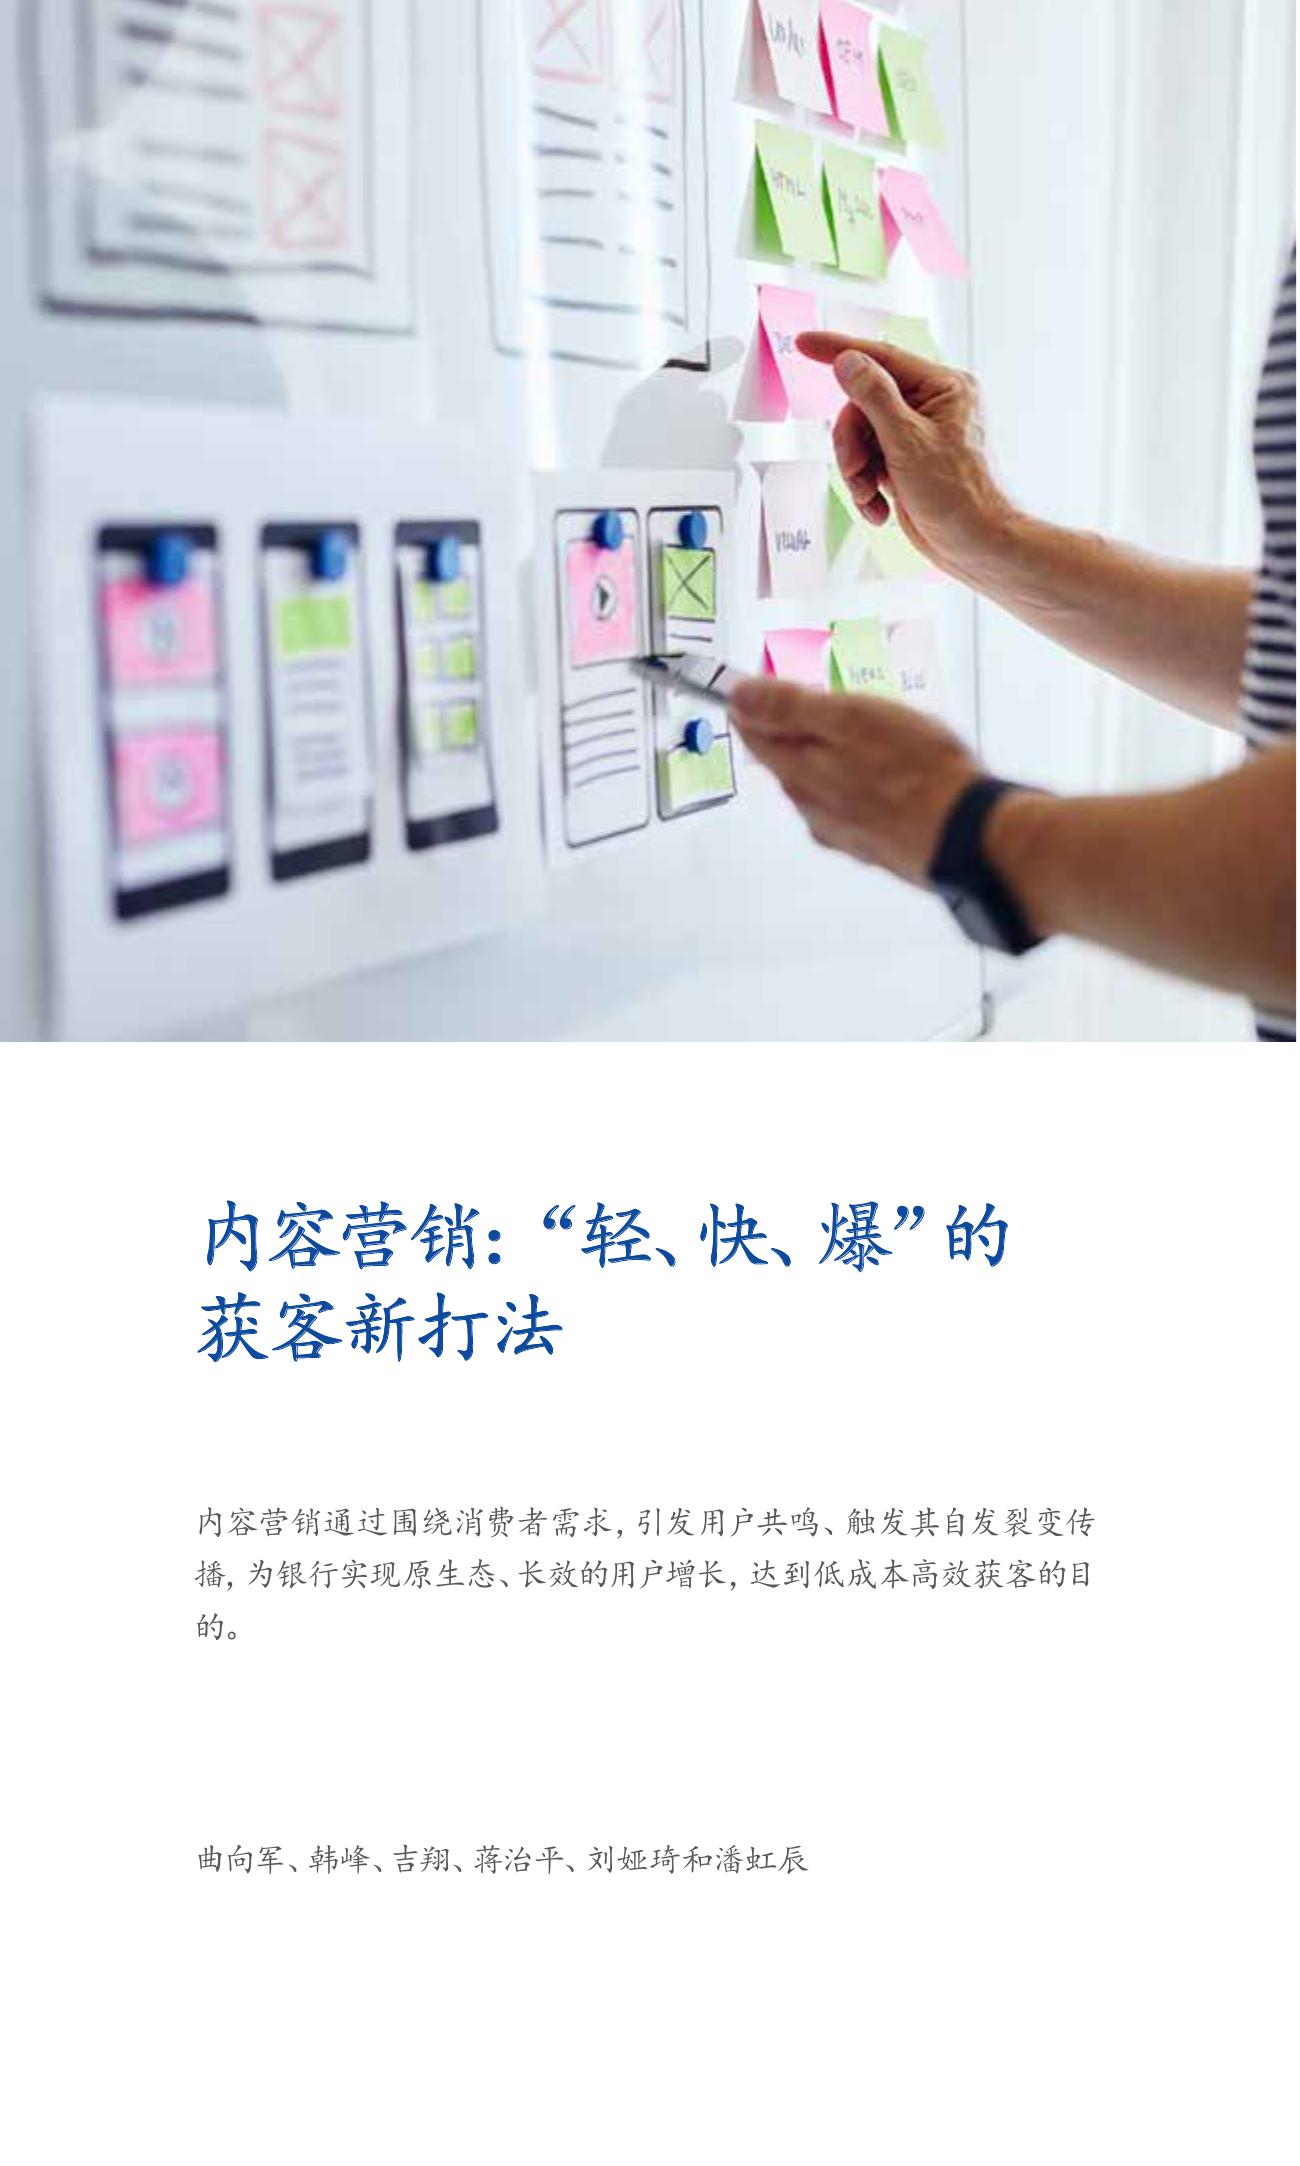 HTML
内容营销：“轻、快、爆”的
获客新打法
内容营销通过围绕消费者需求，引发用户共鸣、触发其自发裂变传
播，为银行实现原生态、长效的用户增长，达到低成本高效获客的目
的。
曲向军、韩峰、吉翔、蒋治平、刘娅琦和潘虹辰